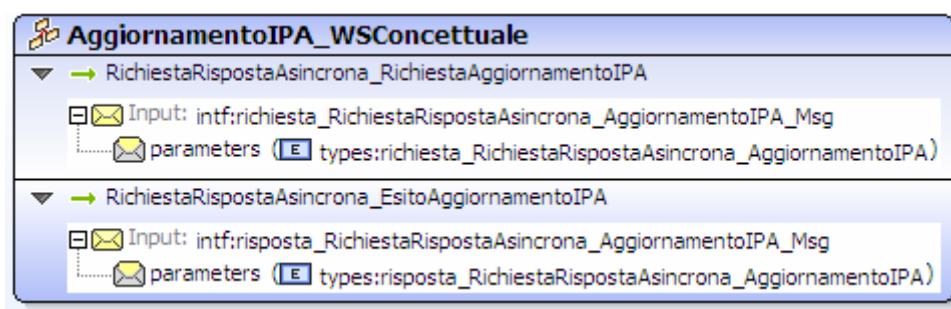 AggiornamentoIPA_WSConcettuale
RichiestaRispostaAsincrona_RichiestaAggiornamentoIPA
Input: intf:richiesta_RichiestaRispostaAsincrona_AggiornamentoIPA_Msg
parameters (E types:richiesta_RichiestaRispostaAsincrona_AggiornamentoIPA)
RichiestaRispostaAsincrona_EsitoAggiornamentoIPA
Input: intf:risposta_RichiestaRispostaAsincrona_AggiornamentoIPA_Msg
parameters (E types:risposta_RichiestaRispostaAsincrona_AggiornamentoIPA)